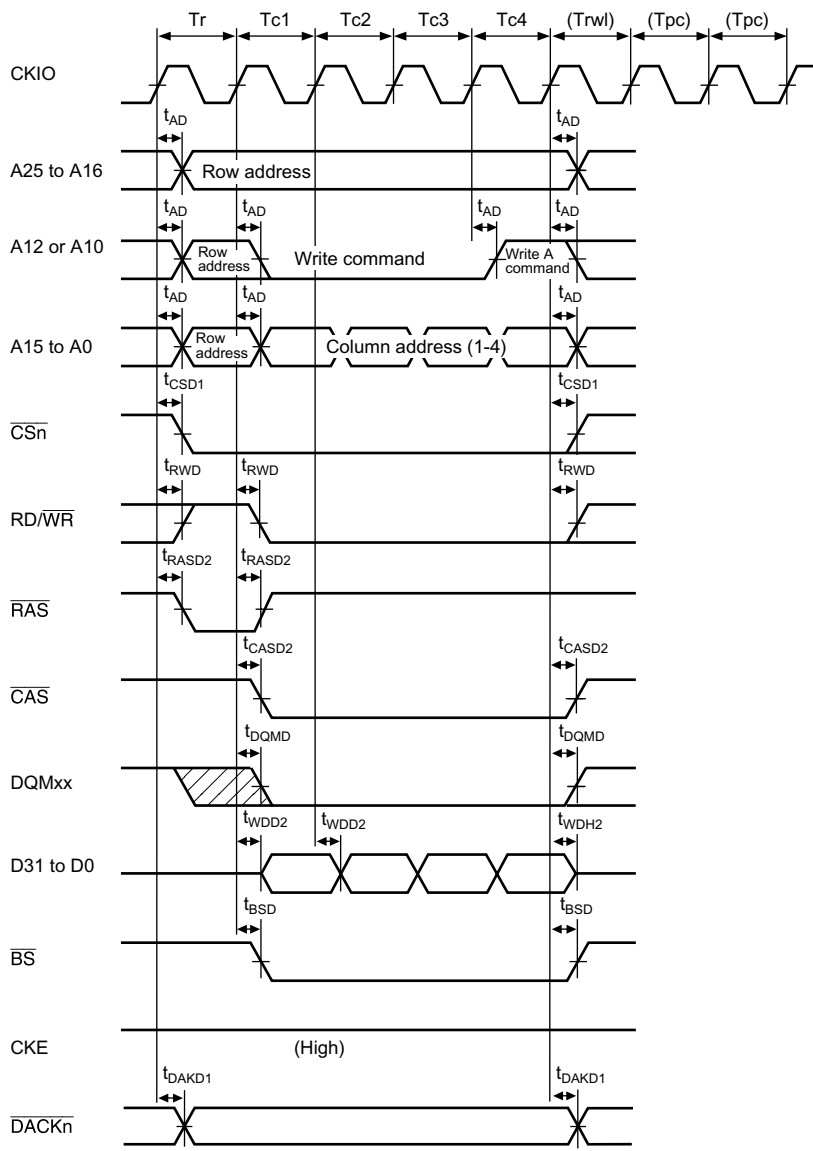 Tr Tc1 Tc2 Tc3 Tc4 (Trwl) (Tpc) (Tpc)
CKIO
tAD tAD
A25 to A16 Row address
tAD tAD tAD tAD
A12 or A10 Row address Write command Write A command
tAD tAD tAD
A15 to A0 Row address Column address (1-4)
tCSD1 tCSD1
CSn
tRWD tRWD tRWD
RD/WR
tRASD2 tRASD2
RAS
tCASD2 tCASD2
CAS
tDQMD tDQMD
DQMxx
tWDD2 tWDD2 tWDH2
D31 to D0
tBSD tBSD
BS
CKE (High)
tDAKD1 tDAKD1
DACKn